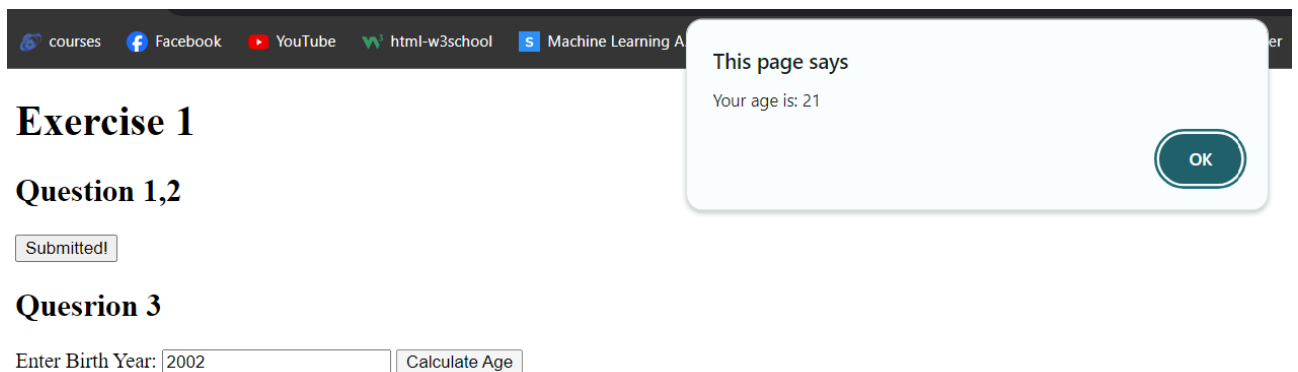 courses Facebook YouTube html-w3school Machine Learning A er
This page says
Your age is: 21
OK
Exercise 1
Question 1,2
Submitted!
Quesrion 3
Enter Birth Year: 2002 Calculate Age